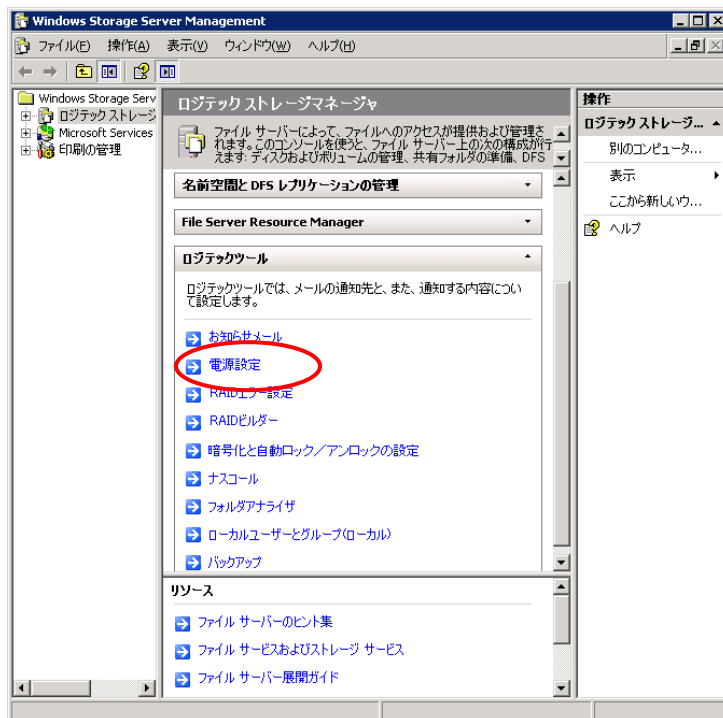 Windows Storage Server Management
ファイル(F) 操作(A) 表示(V) ウィンドウ(W) ヘルプ(H)
Windows Storage Serv
ロジテック ストレージ
Microsoft Services
印刷の管理
ロジテック ストレージマネージャ
ファイル サーバーによって、ファイルへのアクセスが提供および管理さ
れます。このコンソールを使うと、ファイル サーバー上の次の構成が行
えます: ディスクおよびボリュームの管理、共有フォルダの準備、DFS
名前空間と DFS レプリケーションの管理
File Server Resource Manager
ロジテックツール
ロジテックツールでは、メールの通知先と、また、通知する内容につい
て設定します。
お知らせメール
電源設定
RAIDエラー設定
RAIDビルダー
暗号化と自動ロック／アンロックの設定
ナスコール
フォルダアナライザ
ローカルユーザーとグループ(ローカル)
バックアップ
リソース
ファイル サーバーのヒント集
ファイル サービスおよびストレージ サービス
ファイル サーバー展開ガイド
操作
ロジテック ストレージ...
別のコンピュータ...
表示
ここから新しいウ...
ヘルプ